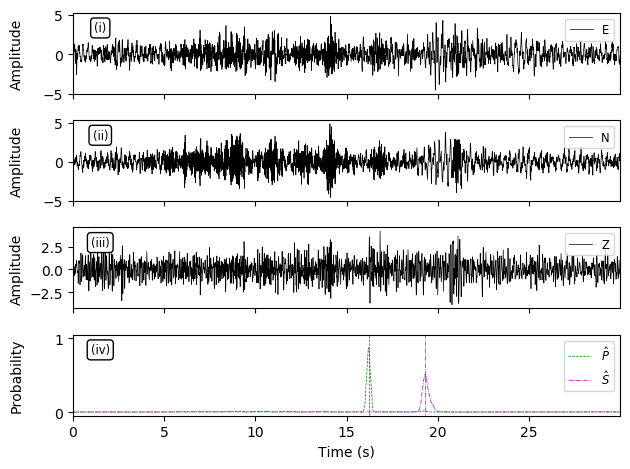 5
0
−5
Amplitude
(i)
E
5
0
−5
Amplitude
(ii)
N
2.5
0.0
−2.5
Amplitude
(iii)
Z
1
0
Probability
(iv)
P̂
Ŝ
0 5 10 15 20 25
Time (s)